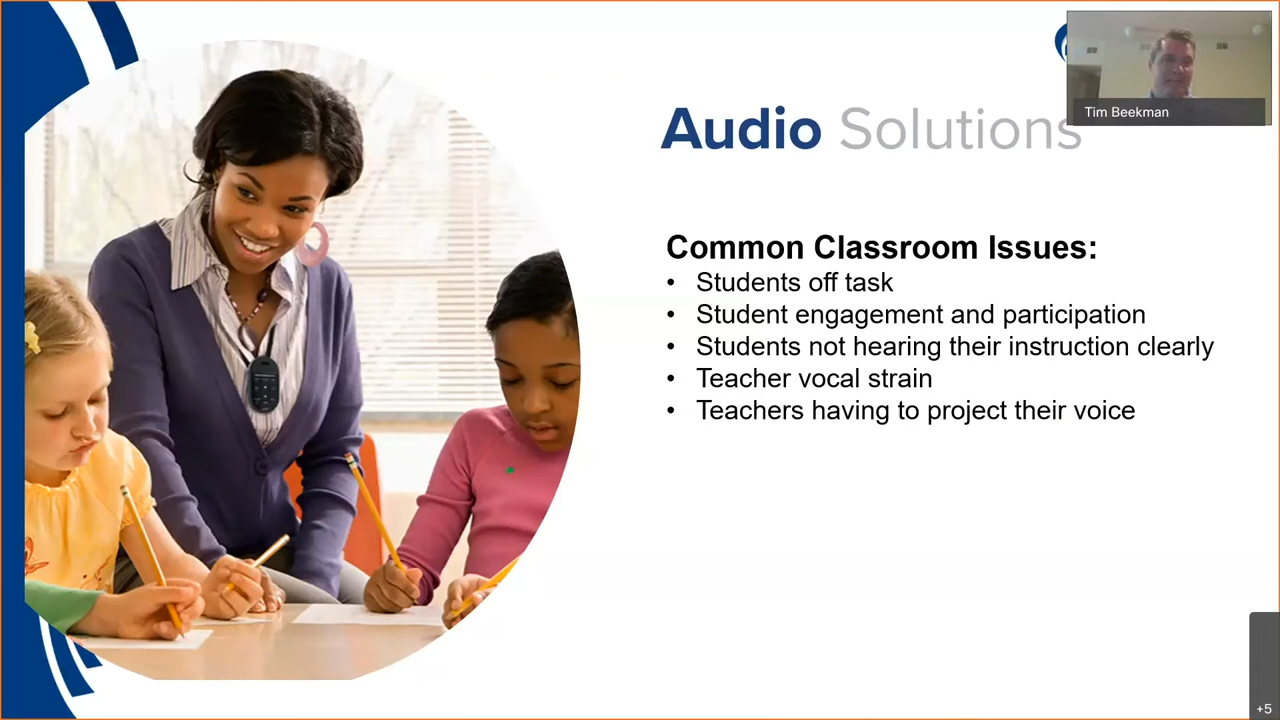 Audio Solutions
Tim Beekman
Common Classroom Issues:
• Students off task
• Student engagement and participation
• Students not hearing their instruction clearly
• Teacher vocal strain
• Teachers having to project their voice
+5